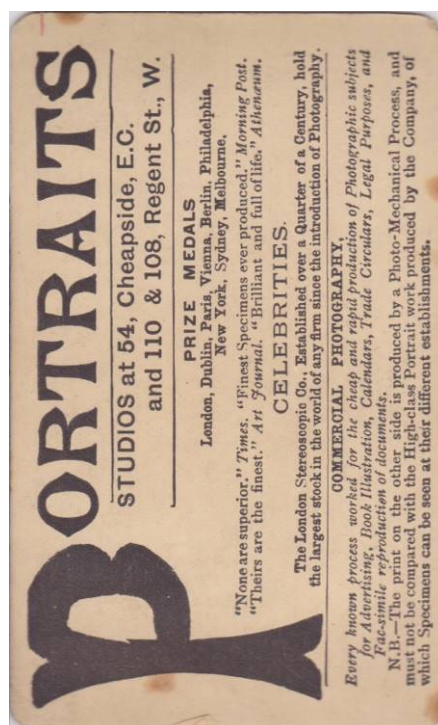 PORTRAITS
STUDIOS at 54, Cheapside, E.C.
and 110 & 108, Regent St., W.
PRIZE MEDALS
London, Dublin, Paris, Vienna, Berlin, Philadelphia,
New York, Sydney, Melbourne.
"None are superior." Times. "Finest Specimens ever produced." Morning Post.
"Theirs are the finest." Art Journal. "Brilliant and full of life." Athenæum.
CELEBRITIES.
The London Stereoscopic Co., Established over a Quarter of a Century, hold
the largest stock in the world of any firm since the introduction of Photography.
COMMERCIAL PHOTOGRAPHY.
Every known process worked for the cheap and rapid production of Photographic subjects
for Advertising, Book Illustration, Calendars, Trade Circulars, Legal Purposes, and
Fac-simile reproduction of documents.
N.B.—The print on the other side is produced by a Photo-Mechanical Process, and
must not be compared with the High-class Portrait work produced by the Company, of
which Specimens can be seen at their different establishments.